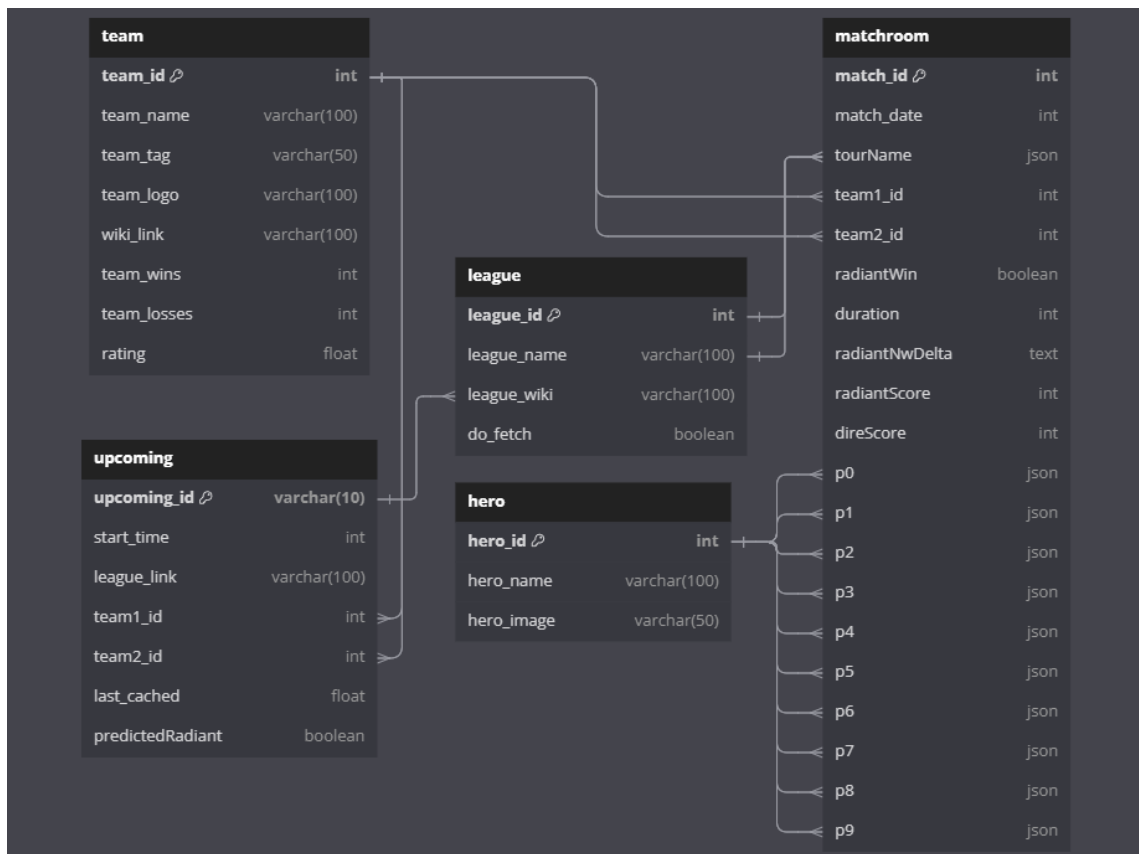 team
team_id int
team_name varchar(100)
team_tag varchar(50)
team_logo varchar(100)
wiki_link varchar(100)
team_wins int
team_losses int
rating float
upcoming
upcoming_id varchar(10)
start_time int
league_link varchar(100)
team1_id int
team2_id int
last_cached float
predictedRadiant boolean
league
league_id int
league_name varchar(100)
league_wiki varchar(100)
do_fetch boolean
hero
hero_id int
hero_name varchar(100)
hero_image varchar(50)
matchroom
match_id int
match_date int
tourName json
team1_id int
team2_id int
radiantWin boolean
duration int
radiantNwDelta text
radiantScore int
direScore int
p0 json
p1 json
p2 json
p3 json
p4 json
p5 json
p6 json
p7 json
p8 json
p9 json